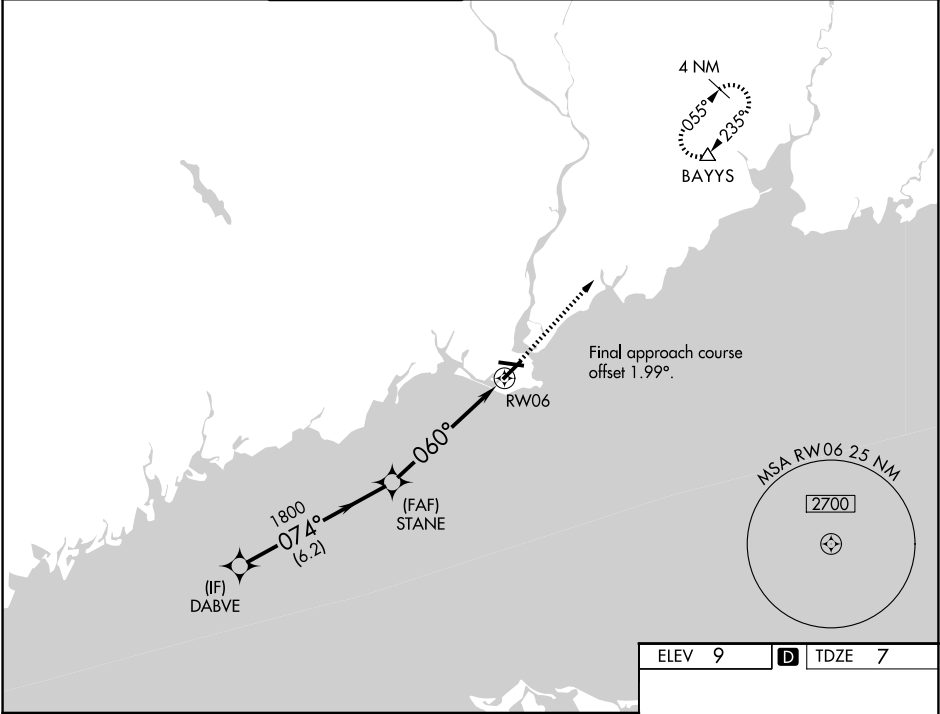 4 NM
055°
235°
BAYYS
Final approach course
offset 1.99°.
RW06
060°
(FAF)
STANE
1800
074°
(6.2)
(IF)
DABVE
MSA RW06 25 NM
2700
ELEV 9 D TDZE 7